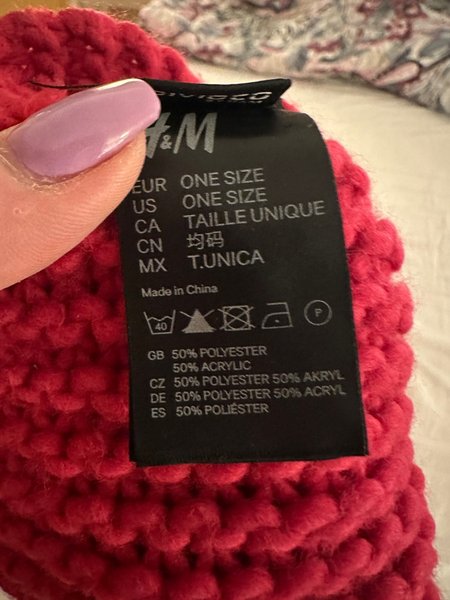 H&M
EUR ONE SIZE
US ONE SIZE
CA TAILLE UNIQUE
CN 均码
MX T.UNICA
Made in China
40 P
GB 50% POLYESTER
50% ACRYLIC
CZ 50% POLYESTER 50% AKRYL
DE 50% POLYESTER 50% ACRYL
ES 50% POLIÉSTER